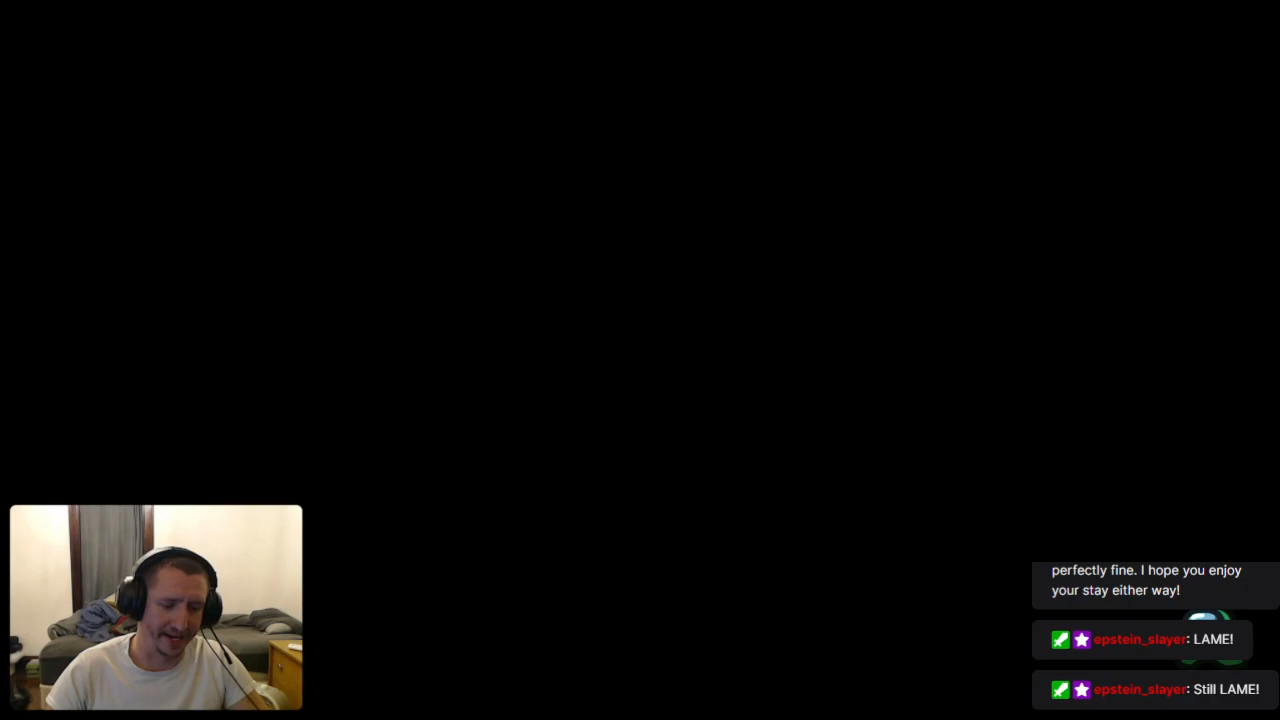 perfectly fine. I hope you enjoy
your stay either way!
epstein_slayer: LAME!
epstein_slayer: Still LAME!